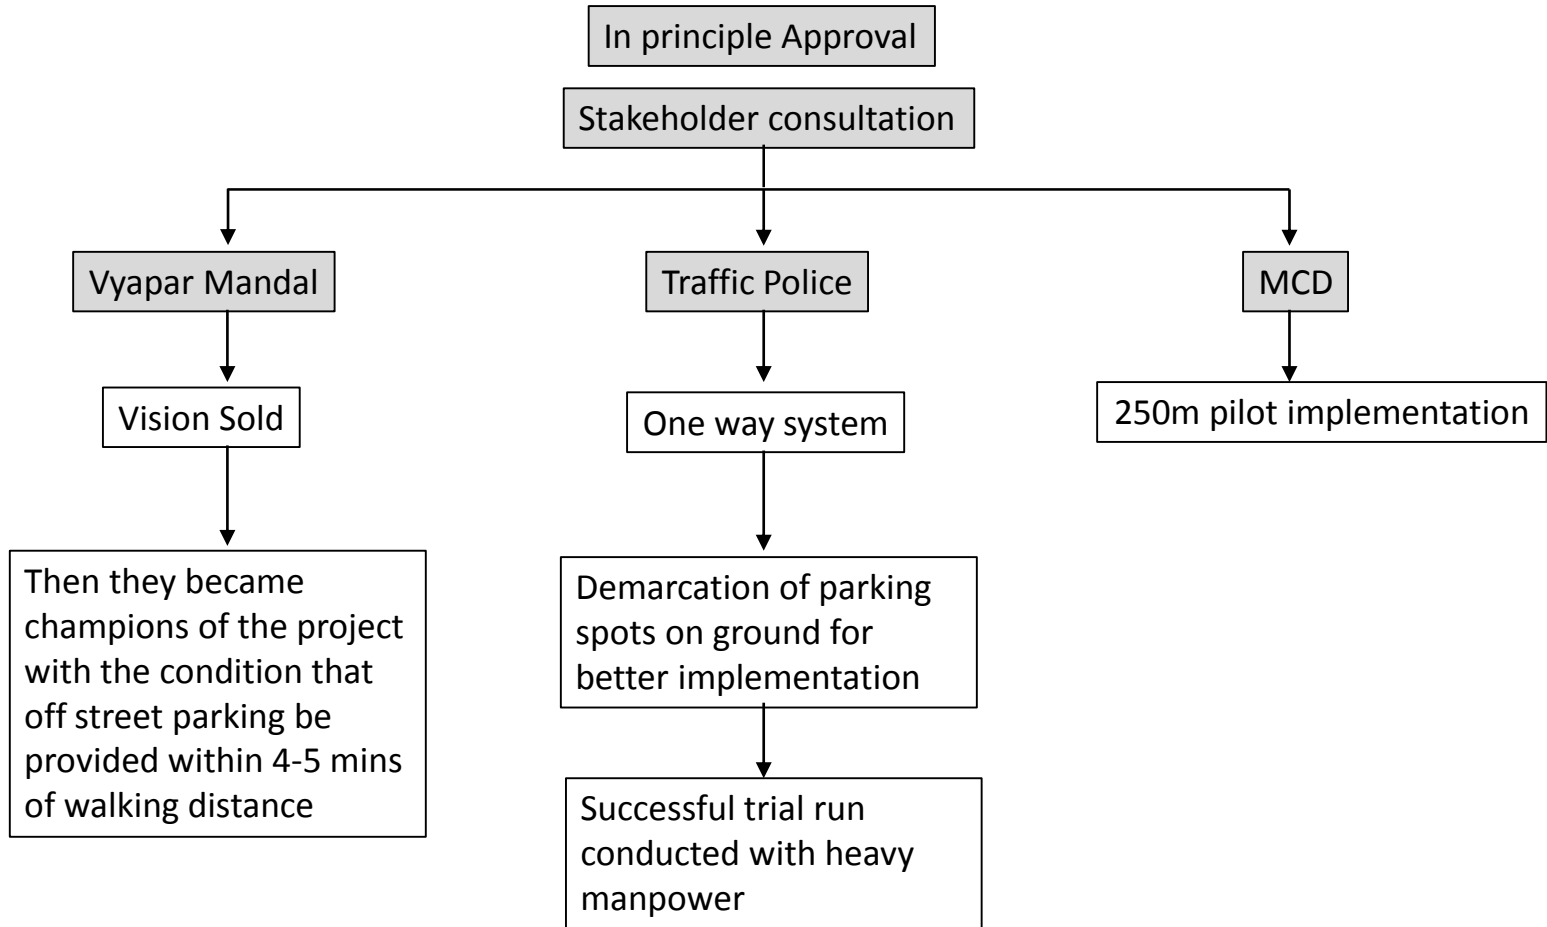 In principle Approval
Stakeholder consultation
Vyapar Mandal
Traffic Police
MCD
Vision Sold
One way system
250m pilot implementation
Then they became
champions of the project
with the condition that
off street parking be
provided within 4-5 mins
of walking distance
Demarcation of parking
spots on ground for
better implementation
Successful trial run
conducted with heavy
manpower